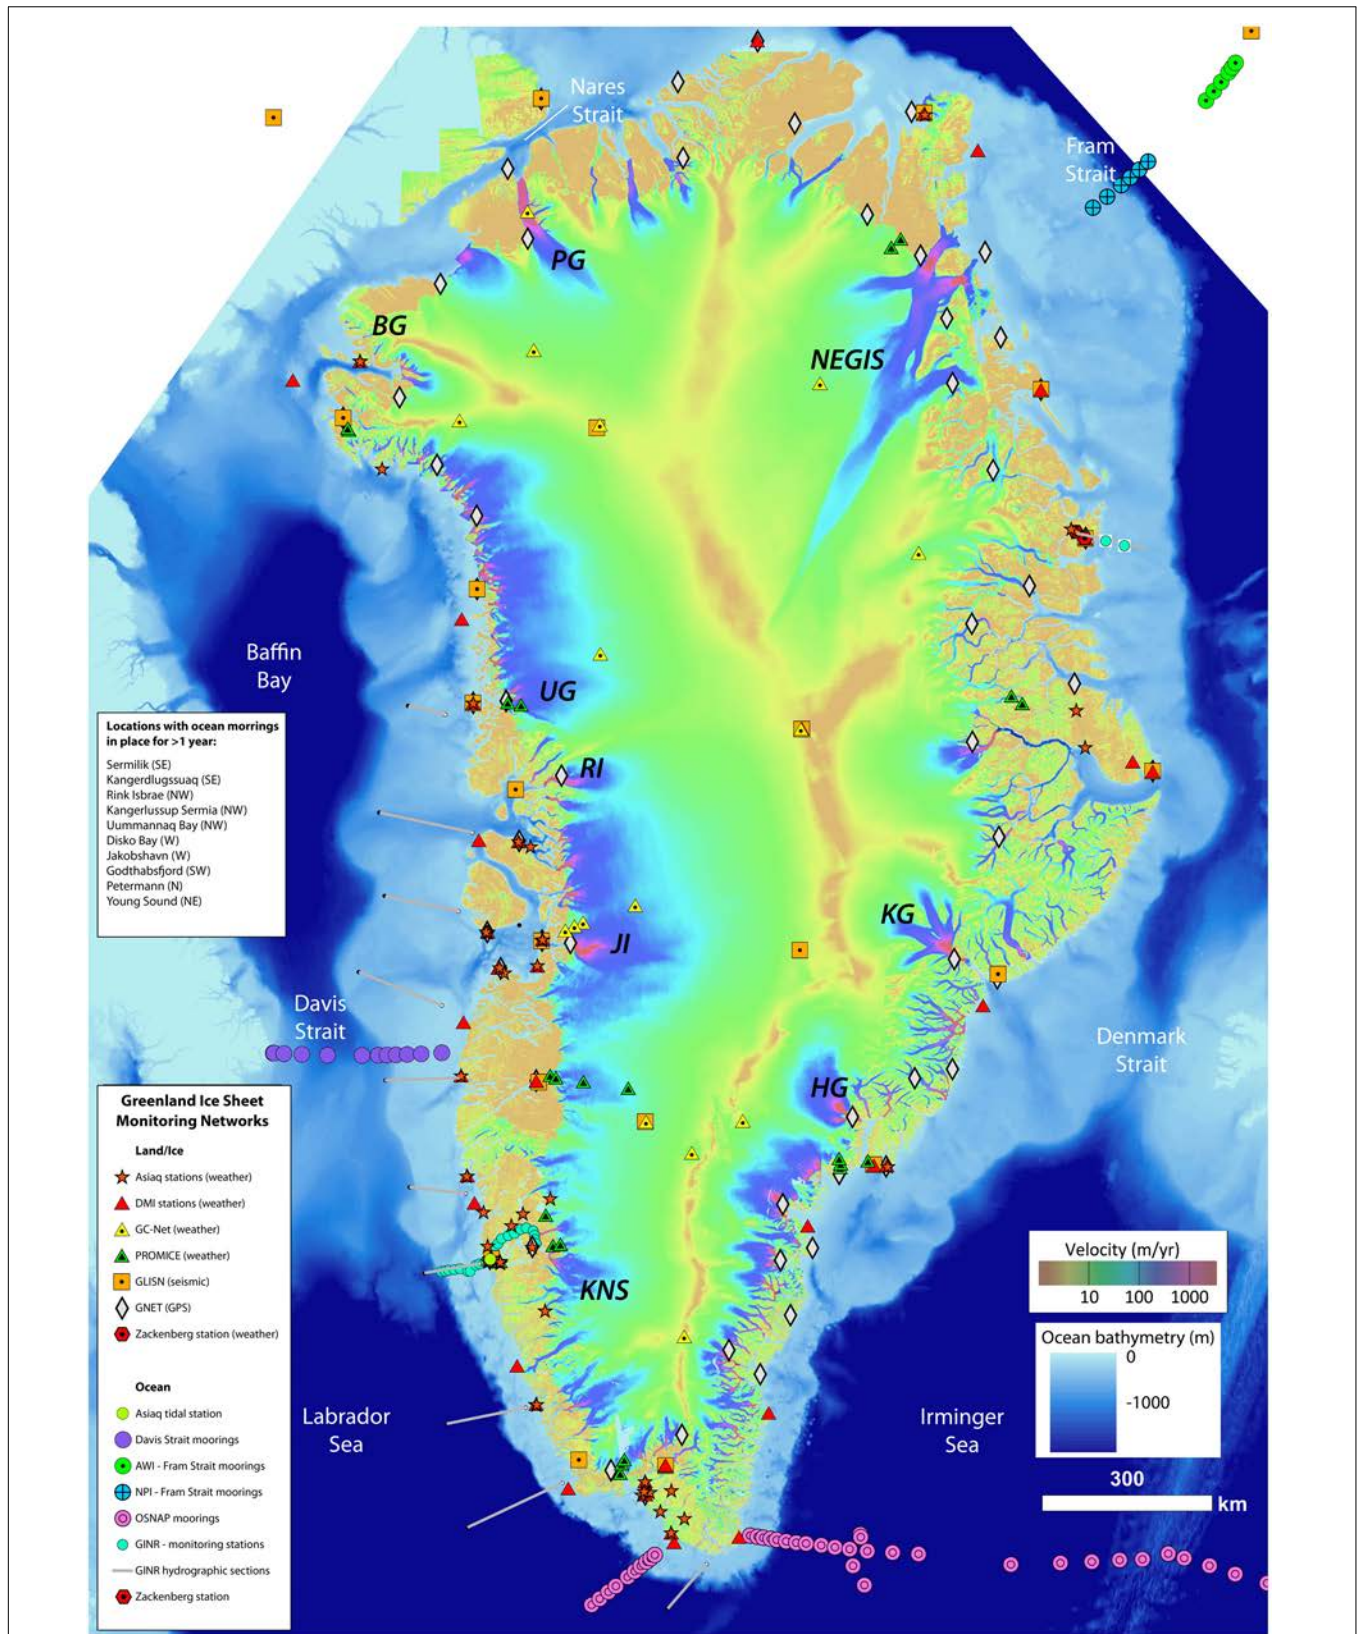 Nares
Strait
Fram
Strait
PG
BG
NEGIS
Baffin
Bay
UG
Locations with ocean morrings
in place for >1 year:
Sermilik (SE)
Kangerdlugssuaq (SE)
Rink Isbrae (NW)
Kangerlussup Sermia (NW)
Uummannaq Bay (NW)
Disko Bay (W)
Jakobshavn (W)
Godthabsfjord (SW)
Petermann (N)
Young Sound (NE)
RI
KG
JI
Davis
Strait
Denmark
Strait
HG
Greenland Ice Sheet
Monitoring Networks
Land/Ice
Asiaq stations (weather)
DMI stations (weather)
GC-Net (weather)
PROMICE (weather)
GLISN (seismic)
GNET (GPS)
Zackenberg station (weather)
Ocean
Asiaq tidal station
Davis Strait moorings
AWI - Fram Strait moorings
NPI - Fram Strait moorings
OSNAP moorings
GINR - monitoring stations
GINR hydrographic sections
Zackenberg station
KNS
Velocity (m/yr)
10 100 1000
Ocean bathymetry (m)
0
-1000
Labrador
Sea
Irminger
Sea
300
km